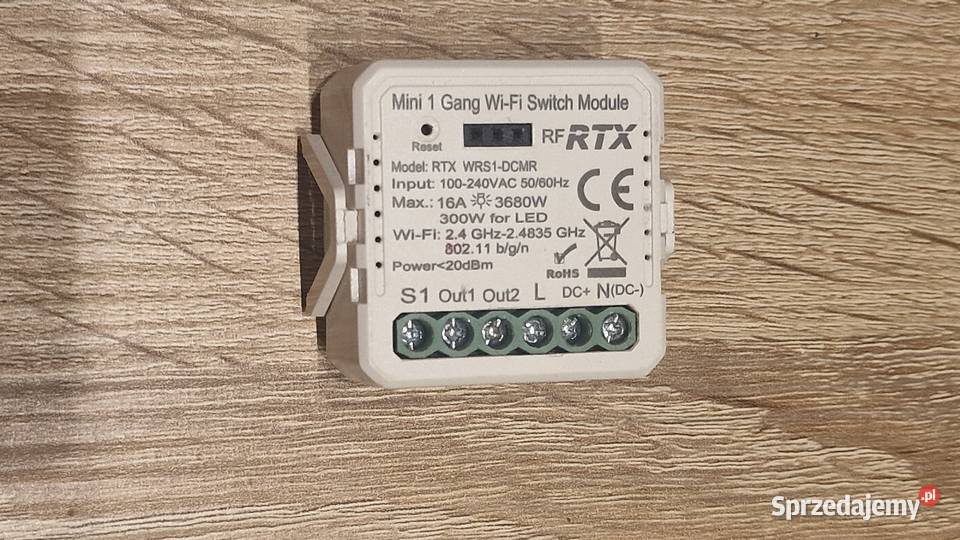 Mini 1 Gang Wi-Fi Switch Module
Reset
RF RTX
Model: RTX WRS1-DCMR
Input: 100-240VAC 50/60Hz
Max.: 16A 3680W
300W for LED
Wi-Fi: 2.4 GHz-2.4835 GHz
802.11 b/g/n
Power<20dBm
CE
RoHS
S1 Out1 Out2 L DC+ N(DC-)
Sprzedajemy.pl